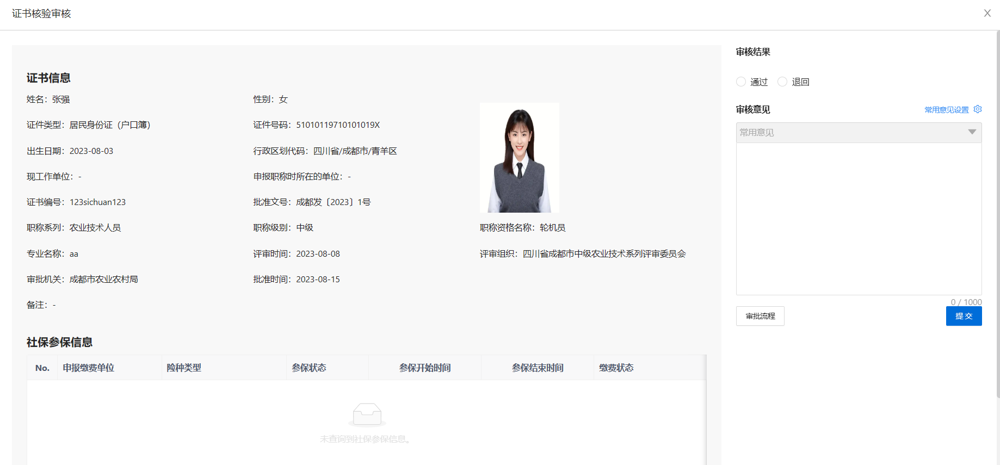 证书核验审核
证书信息
姓名：张强 性别：女
证件类型：居民身份证（户口簿） 证件号码：51010119710101019X
出生日期：2023-08-03 行政区划代码：四川省/成都市/青羊区
现工作单位：- 申报职称时所在的单位：-
证书编号：123sichuan123 批准文号：成都发〔2023〕1号
职称系列：农业技术人员 职称级别：中级 职称资格名称：轮机员
专业名称：aa 评审时间：2023-08-08 评审组织：四川省成都市中级农业技术系列评审委员会
审批机关：成都市农业农村局 批准时间：2023-08-15
备注：-
社保参保信息
No. 申报缴费单位 险种类型 参保状态 参保开始时间 参保结束时间 缴费状态
未查询到社保参保信息。
审核结果
通过 退回
审核意见 常用意见设置
常用意见
0 / 1000
审批流程 提交